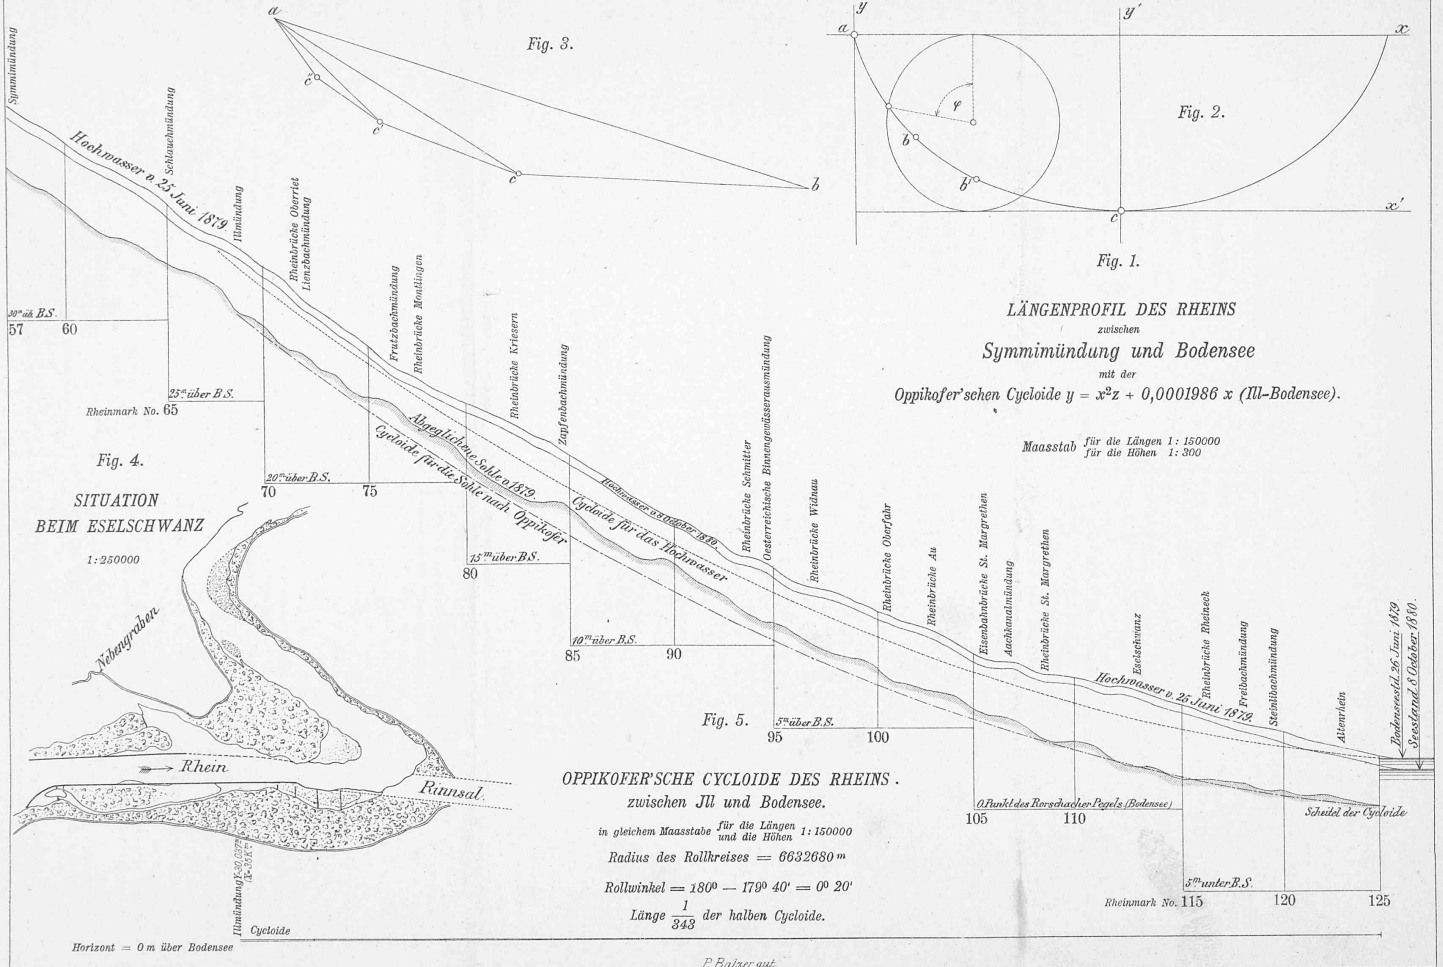 Fig. 3.
a
c"
c'
c
b
Fig. 2.
y
y'
a
x
φ
b
b'
c
x'
Fig. 1.
LÄNGENPROFIL DES RHEINS
zwischen
Symmimündung und Bodensee
mit der
Oppikofer'schen Cycloide y = x²z + 0,0001986 x (Ill-Bodensee).
Maasstab für die Längen 1: 150000
für die Höhen 1: 300
Symmimündung
Schlauchmündung
Illmündung
Rheinbrücke Oberriet
Lienzbachmündung
Frutzbachmündung
Rheinbrücke Montlingen
Rheinbrücke Kriesern
Zapfenbachmündung
Rheinbrücke Schmitter
Oesterreichische Binnengewässerausmündung
Rheinbrücke Widnau
Rheinbrücke Oberfahr
Rheinbrücke Au
Eisenbahnbrücke St. Margrethen
Aachkanalmündung
Rheinbrücke St. Margrethen
Eselschwanz
Rheinbrücke Rheineck
Freibachmündung
Steinlibachmündung
Altenrhein
Bodenseestd. 26 Juni 1879.
Seestand 8 October 1880.
Hochwasser v. 25 Juni 1879.
Abgeglichene Sohle v. 1879.
Cycloide für die Sohle nach Oppikofer
Hochwasser v. 8 October 1880.
Cycloide für das Hochwasser
Hochwasser v. 25 Juni 1879.
Scheitel der Cycloide
30m üb. B.S.
57 60
25m über B.S.
Rheinmark No. 65
20m über B.S.
70 75
15m über B.S.
80
10m über B.S.
85 90
5m über B.S.
95 100
0.Punkt des Rorschacher Pegels (Bodensee)
105 110
5m unter B.S.
Rheinmark No. 115 120 125
Fig. 4.
SITUATION
BEIM ESELSCHWANZ
1:250000
Nebengraben
Rhein
Rinnsal.
Fig. 5.
OPPIKOFER'SCHE CYCLOIDE DES RHEINS.
zwischen Jll und Bodensee.
in gleichem Maasstabe für die Längen
und die Höhen 1: 150000
Radius des Rollkreises = 6632680 m
Rollwinkel = 180° — 179° 40' = 0° 20'
Länge 1/343 der halben Cycloide.
Illmündung
Cycloide
Horizont = 0 m über Bodensee
P. Balzer aut.